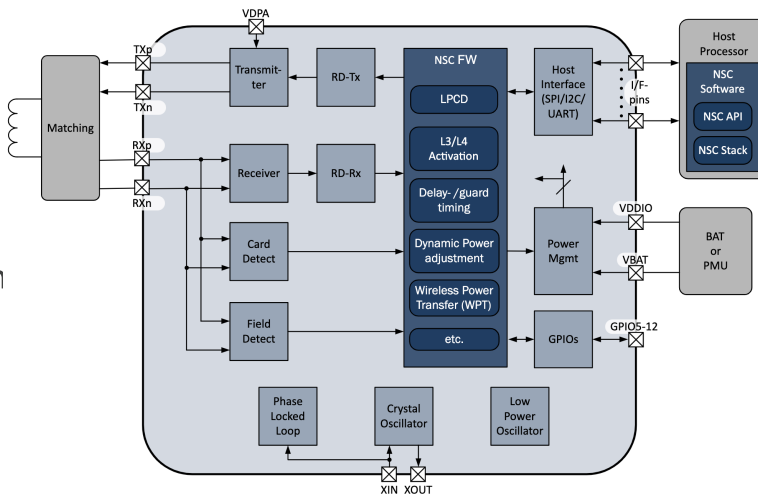 VDPA
TXp
TXn
RXp
RXn
Matching
Transmit-
ter
RD-Tx
Receiver
RD-Rx
Card
Detect
Field
Detect
NSC FW
LPCD
L3/L4
Activation
Delay- /guard
timing
Dynamic Power
adjustment
Wireless Power
Transfer (WPT)
etc.
Host
Interface
(SPI/I2C/
UART)
I/F-
pins
Host
Processor
NSC
Software
NSC API
NSC Stack
Power
Mgmt
VDDIO
VBAT
BAT
or
PMU
GPIOs
GPIO5-12
Phase
Locked
Loop
Crystal
Oscillator
Low
Power
Oscillator
XIN
XOUT